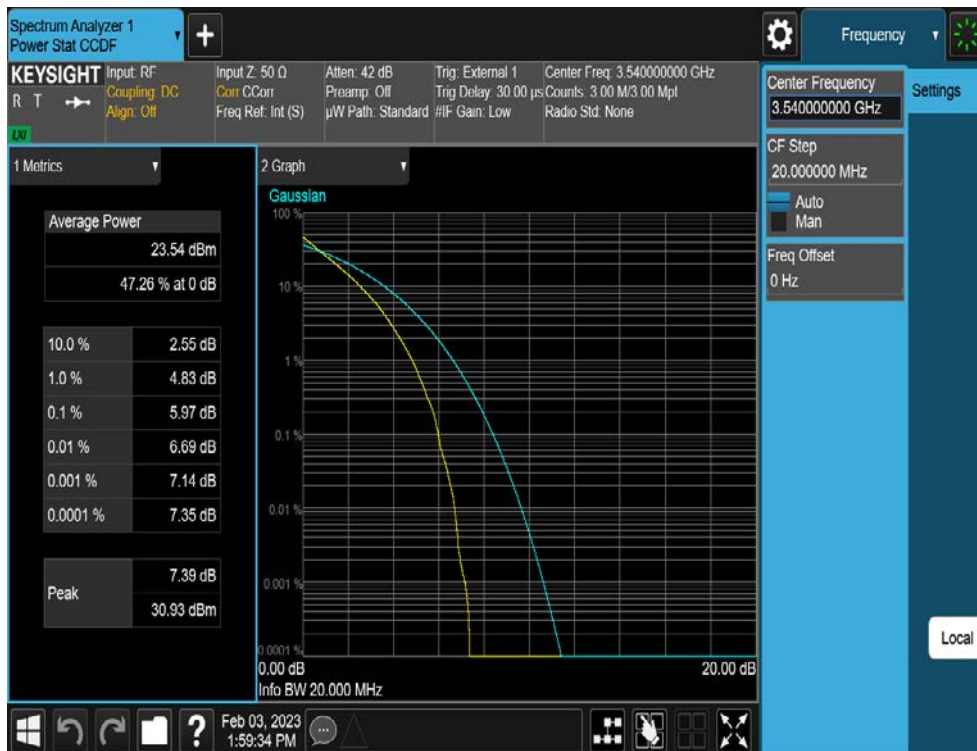 Spectrum Analyzer 1
Power Stat CCDF
+
Frequency
KEYSIGHT
R T
LXI
Input: RF
Coupling: DC
Align: Off
Input Z: 50 Ω
Corr CCorr
Freq Ref: Int (S)
Atten: 42 dB
Preamp: Off
µW Path: Standard
Trig: External 1
Trig Delay: 30.00 µs
#IF Gain: Low
Center Freq: 3.540000000 GHz
Counts: 3.00 M/3.00 Mpt
Radio Std: None
Center Frequency
3.540000000 GHz
CF Step
20.000000 MHz
Auto
Man
Freq Offset
0 Hz
Settings
Local
1 Metrics
Average Power
23.54 dBm
47.26 % at 0 dB
10.0 % 2.55 dB
1.0 % 4.83 dB
0.1 % 5.97 dB
0.01 % 6.69 dB
0.001 % 7.14 dB
0.0001 % 7.35 dB
Peak
7.39 dB
30.93 dBm
2 Graph
Gaussian
100 %
10 %
1 %
0.1 %
0.01 %
0.001 %
0.0001 %
0.00 dB
20.00 dB
Info BW 20.000 MHz
?
Feb 03, 2023
1:59:34 PM